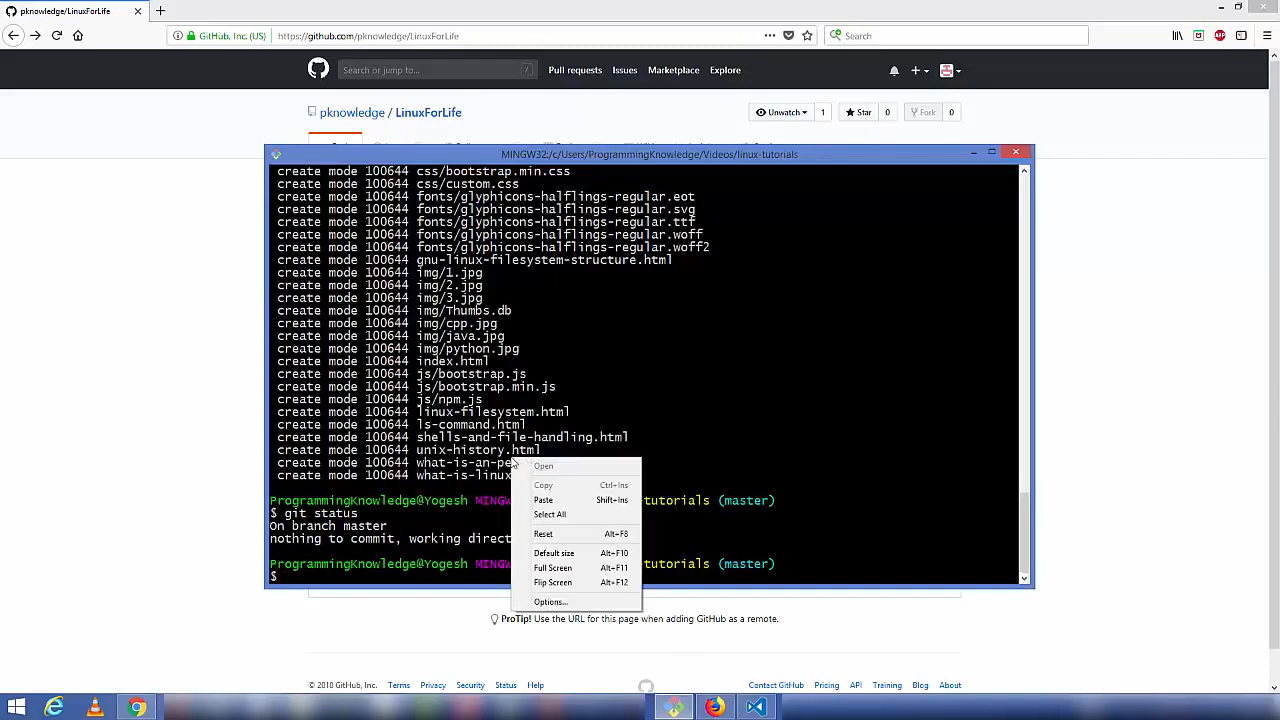 pknowledge/LinuxForLife
GitHub, Inc. (US)
https://github.com/pknowledge/LinuxForLife
Search
Search or jump to...
/
Pull requests
Issues
Marketplace
Explore
pknowledge / LinuxForLife
Unwatch
1
Star
0
Fork
0
MINGW32:/c/Users/ProgrammingKnowledge/Videos/linux-tutorials
create mode 100644 css/bootstrap.min.css
create mode 100644 css/custom.css
create mode 100644 fonts/glyphicons-halflings-regular.eot
create mode 100644 fonts/glyphicons-halflings-regular.svg
create mode 100644 fonts/glyphicons-halflings-regular.ttf
create mode 100644 fonts/glyphicons-halflings-regular.woff
create mode 100644 fonts/glyphicons-halflings-regular.woff2
create mode 100644 gnu-linux-filesystem-structure.html
create mode 100644 img/1.jpg
create mode 100644 img/2.jpg
create mode 100644 img/3.jpg
create mode 100644 img/Thumbs.db
create mode 100644 img/cpp.jpg
create mode 100644 img/java.jpg
create mode 100644 img/python.jpg
create mode 100644 index.html
create mode 100644 js/bootstrap.js
create mode 100644 js/bootstrap.min.js
create mode 100644 js/npm.js
create mode 100644 linux-filesystem.html
create mode 100644 ls-command.html
create mode 100644 shells-and-file-handling.html
create mode 100644 unix-history.html
create mode 100644 what-is-an-
create mode 100644 what-is-linux
ProgrammingKnowledge@Yogesh MINGW -tutorials (master)
$ git status
On branch master
nothing to commit, working direct
ProgrammingKnowledge@Yogesh MINGW -tutorials (master)
$
Open
Copy Ctrl+Ins
Paste Shift+Ins
Select All
Reset Alt+F8
Default size Alt+F10
Full Screen Alt+F11
Flip Screen Alt+F12
Options...
ProTip! Use the URL for this page when adding GitHub as a remote.
© 2018 GitHub, Inc.
Terms
Privacy
Security
Status
Help
Contact GitHub
Pricing
API
Training
Blog
About